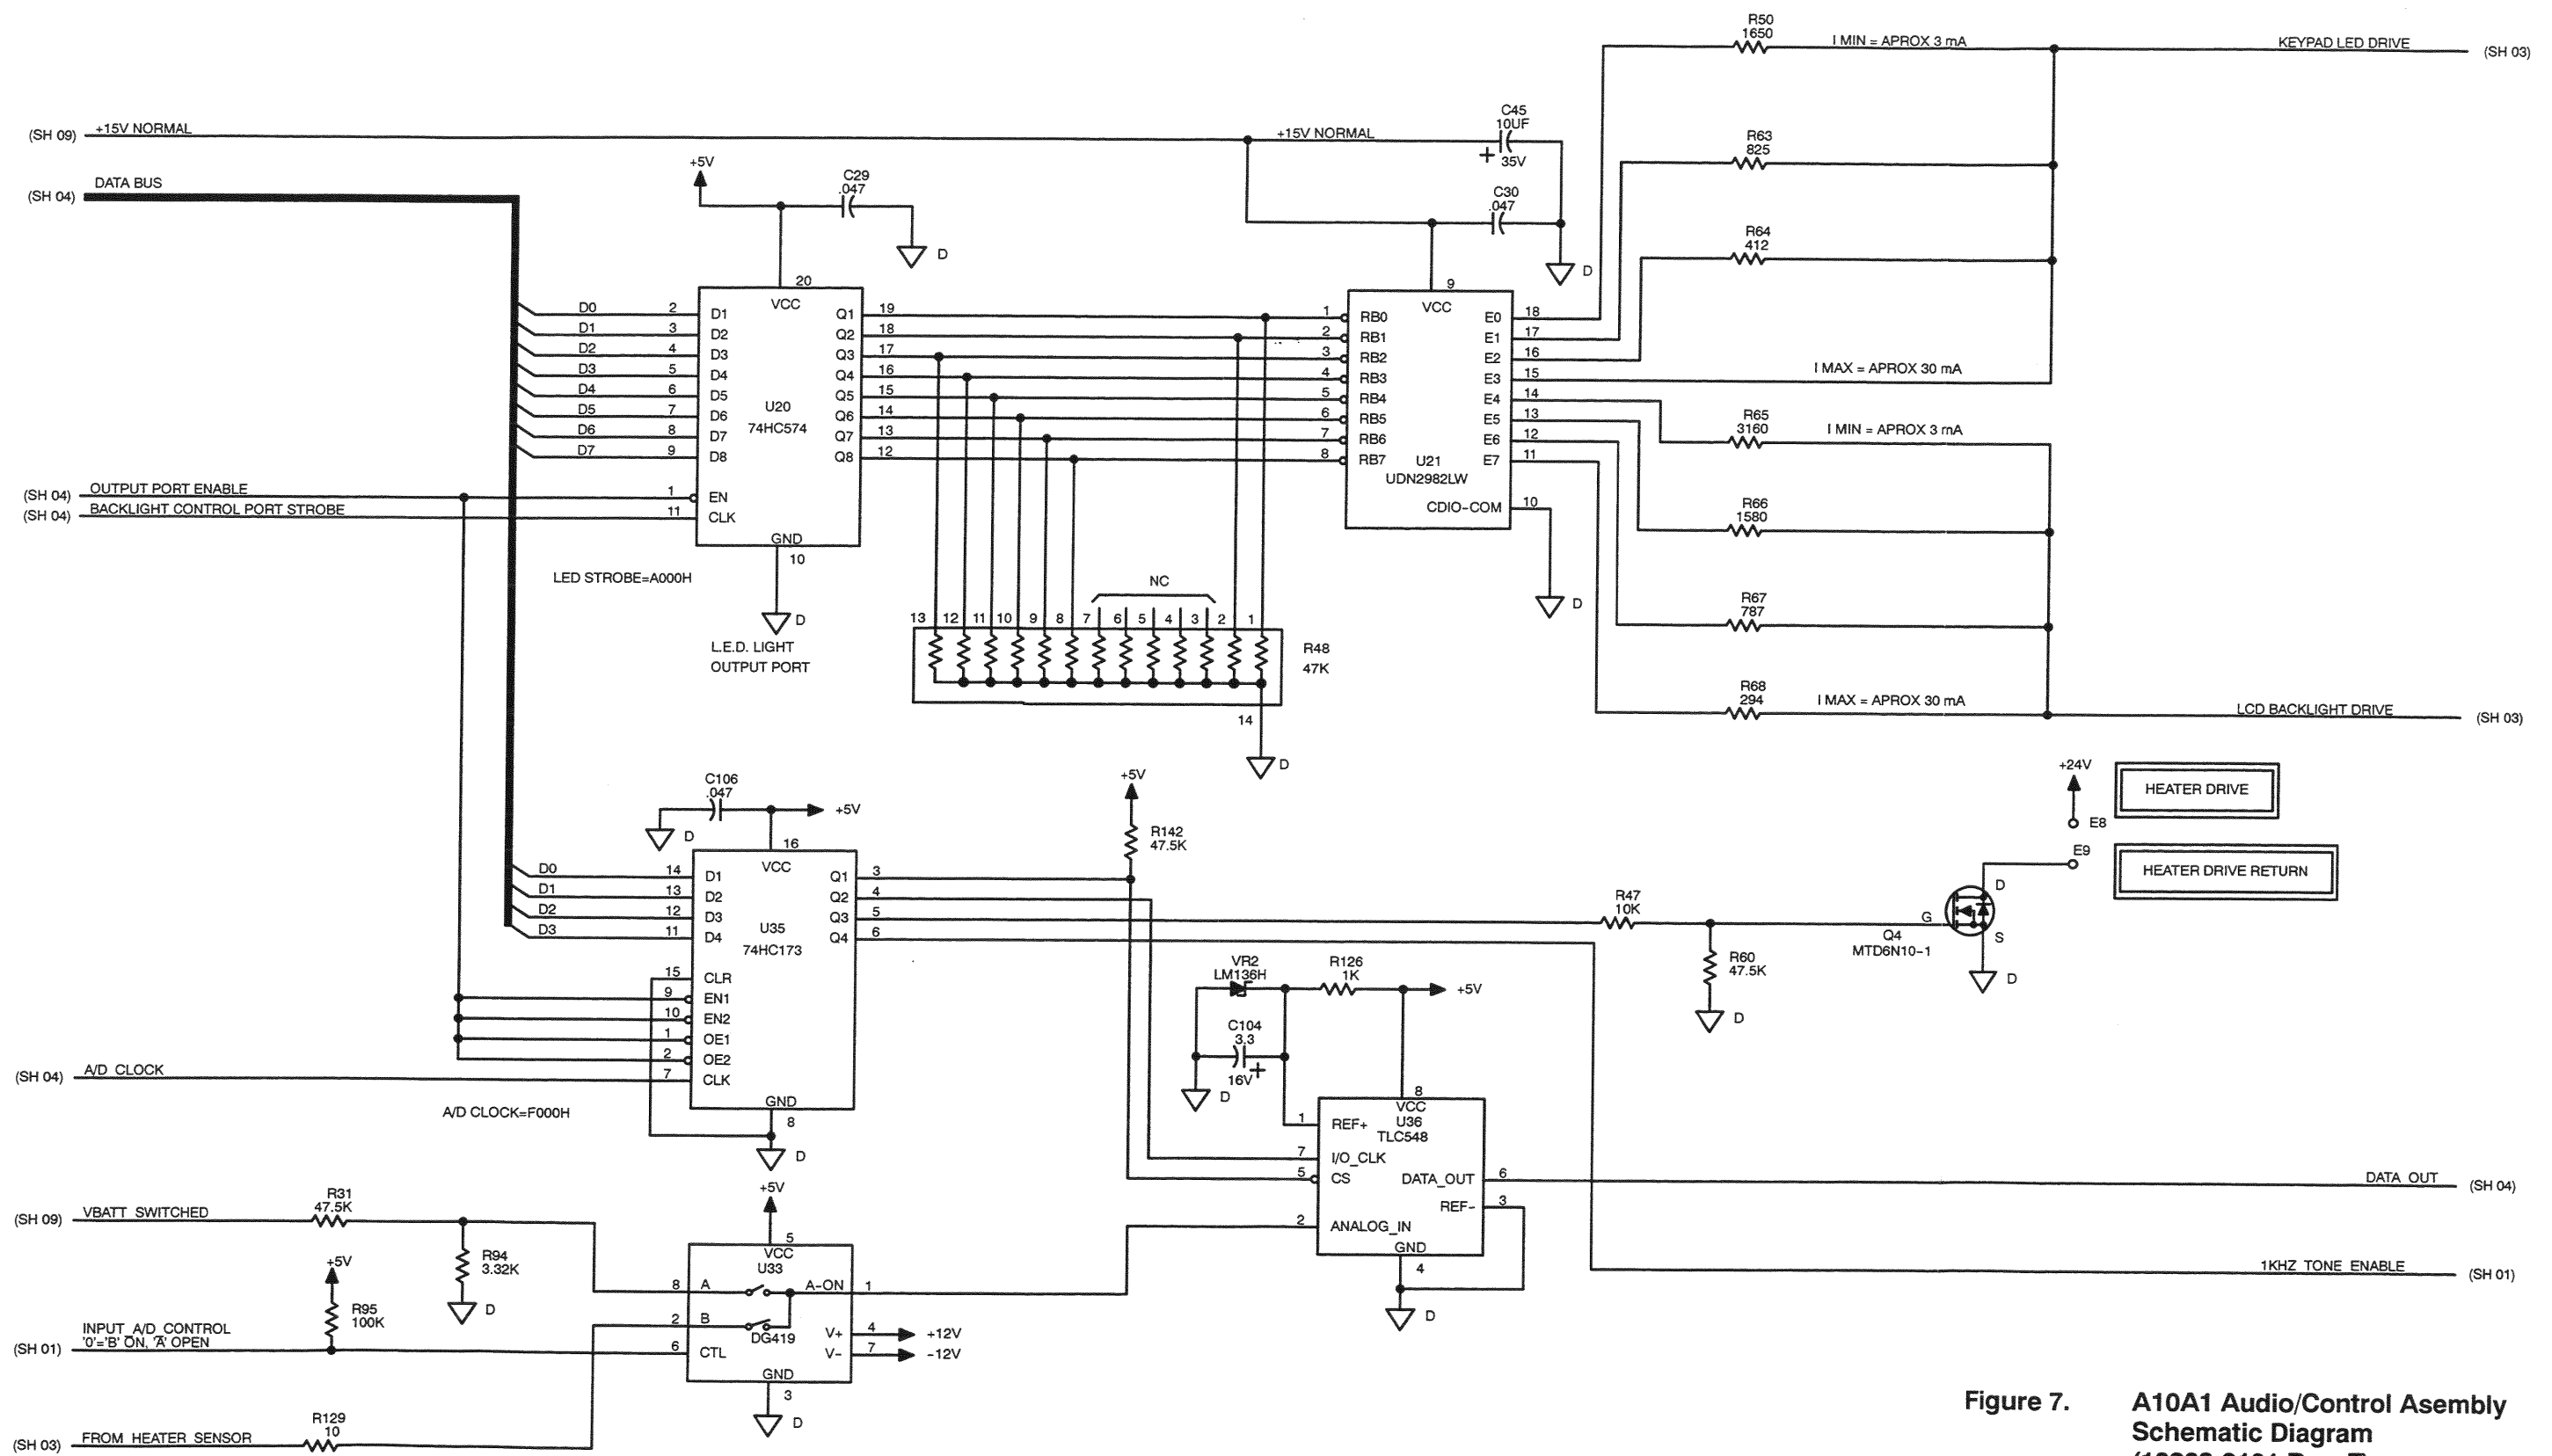 R50
1650
I MIN = APROX 3 mA
KEYPAD LED DRIVE
(SH 03)
(SH 09)
+15V NORMAL
+15V NORMAL
C45
10UF
+
35V
R63
825
(SH 04)
DATA BUS
+5V
C29
.047
D
C30
.047
D
R64
412
20
VCC
9
VCC
D0 2 D1 Q1 19
D1 3 D2 Q2 18
D2 4 D3 Q3 17
D3 5 D4 Q4 16
D4 6 D5 Q5 15
D5 7 D6 Q6 14
D6 8 D7 Q7 13
D7 9 D8 Q8 12
U20
74HC574
1 RB0 E0 18
2 RB1 E1 17
3 RB2 E2 16
4 RB3 E3 15
5 RB4 E4 14
6 RB5 E5 13
7 RB6 E6 12
8 RB7 E7 11
U21
UDN2982LW
CDIO-COM 10
D
I MAX = APROX 30 mA
R65
3160
I MIN = APROX 3 mA
R66
1580
R67
787
R68
294
I MAX = APROX 30 mA
LCD BACKLIGHT DRIVE
(SH 03)
(SH 04) OUTPUT PORT ENABLE 1 EN
(SH 04) BACKLIGHT CONTROL PORT STROBE 11 CLK
GND
10
D
LED STROBE=A000H
L.E.D. LIGHT
OUTPUT PORT
NC
13 12 11 10 9 8 7 6 5 4 3 2 1
R48
47K
14
D
+24V
E8
HEATER DRIVE
E9
HEATER DRIVE RETURN
C106
.047
+5V
D
+5V
R142
47.5K
16
VCC
D0 14 D1 Q1 3
D1 13 D2 Q2 4
D2 12 D3 Q3 5
D3 11 D4 Q4 6
U35
74HC173
15 CLR
9 EN1
10 EN2
1 OE1
2 OE2
(SH 04) A/D CLOCK 7 CLK
GND
8
D
A/D CLOCK=F000H
R47
10K
R60
47.5K
D
G
D
S
Q4
MTD6N10-1
D
VR2
LM136H
R126
1K
+5V
C104
3.3
16V
+
D
8
VCC
U36
TLC548
1 REF+
7 I/O_CLK
5 CS
DATA_OUT 6
REF- 3
2 ANALOG_IN
GND
4
D
DATA OUT
(SH 04)
1KHZ TONE ENABLE
(SH 01)
(SH 09) VBATT SWITCHED
R31
47.5K
R94
3.32K
D
+5V
R95
100K
(SH 01)
INPUT A/D CONTROL
'0'='B' ON, 'A' OPEN
+5V
5
VCC
U33
8 A A-ON 1
2 B
DG419
6 CTL
V+ 4 +12V
V- 7 -12V
GND
3
D
(SH 03) FROM HEATER SENSOR
R129
10
Figure 7. A10A1 Audio/Control Asembly
Schematic Diagram